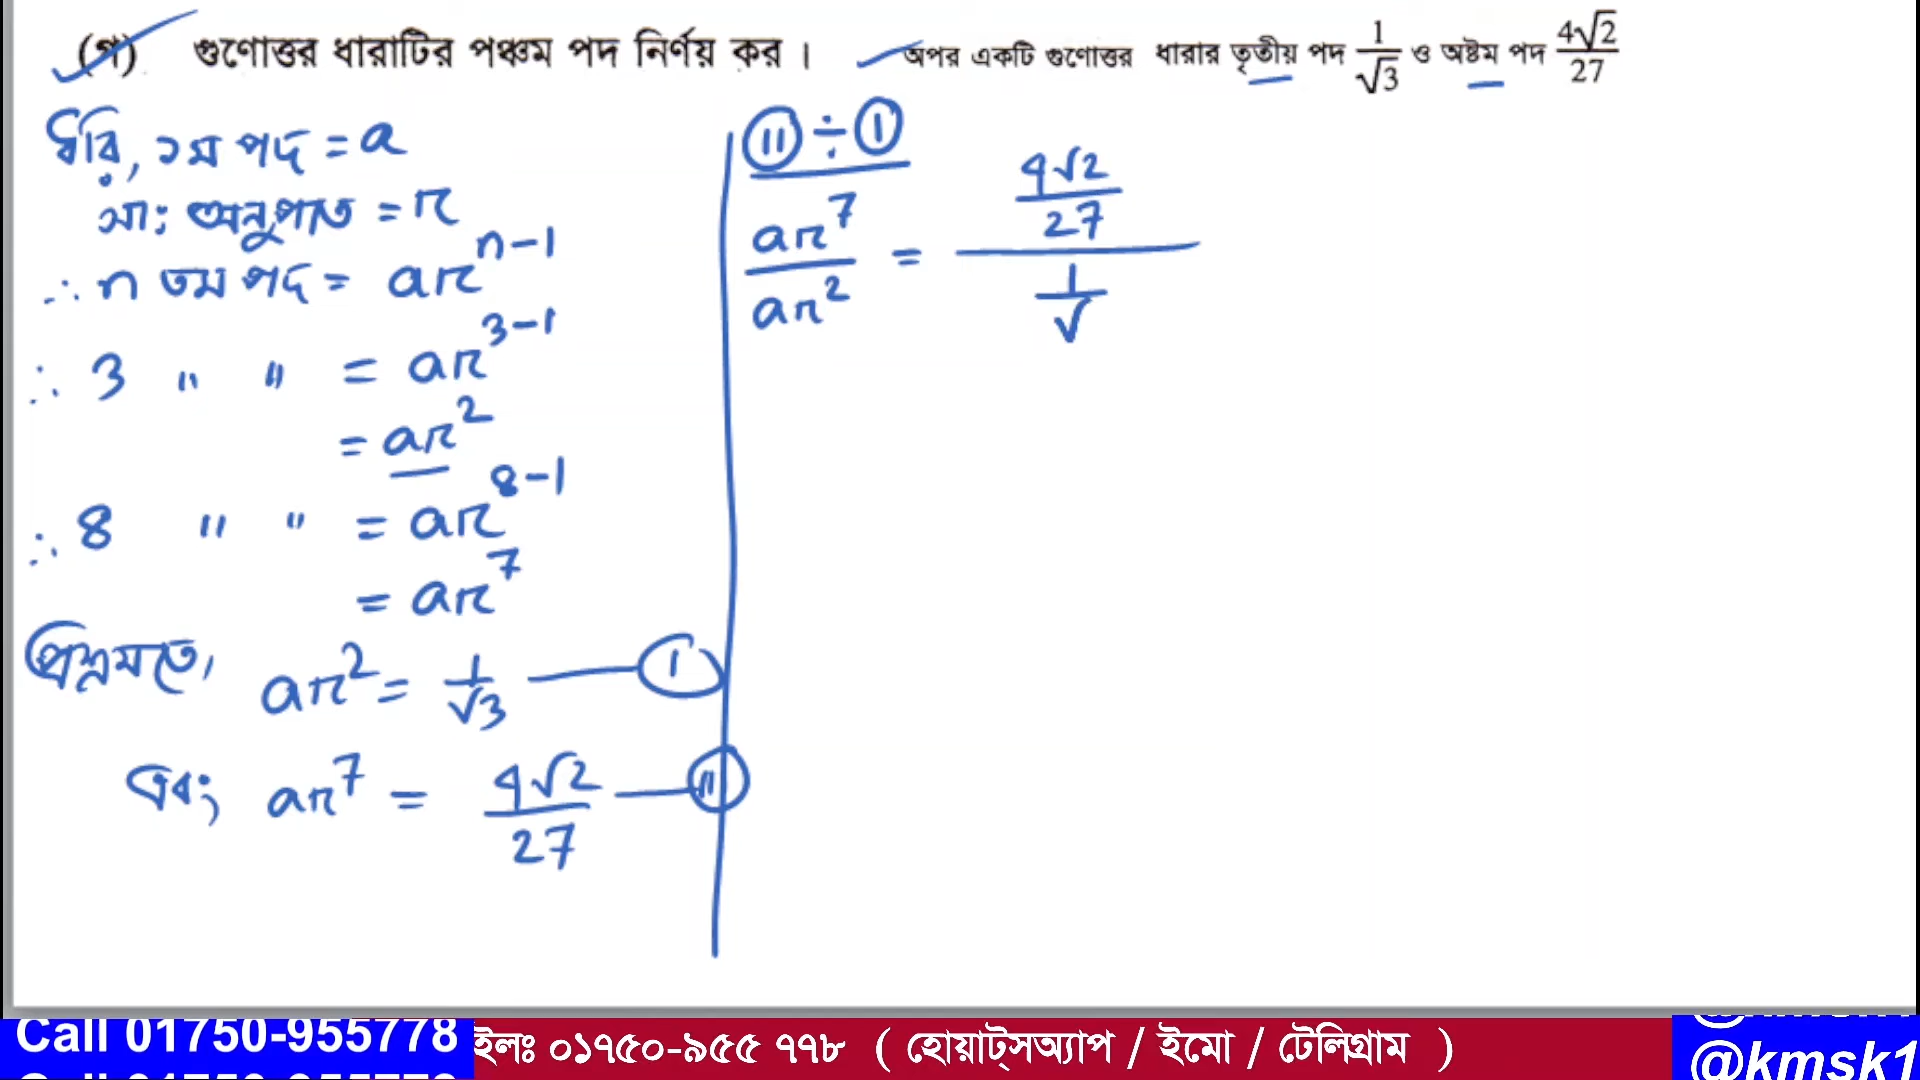 (গ) গুণোত্তর ধারাটির পঞ্চম পদ নির্ণয় কর । অপর একটি গুণোত্তর ধারার তৃতীয় পদ 1/√3 ও অষ্টম পদ 4√2/27
ধরি, ১ম পদ = a
সা: অনুপাত = r
∴ n তম পদ = ar^(n-1)
∴ 3 " " = ar^(3-1)
= ar^2
∴ 8 " " = ar^(8-1)
= ar^7
প্রশ্নমতে, ar^2 = 1/√3 — (I)
এবং, ar^7 = 4√2/27 — (II)
(II) ÷ (I)
ar^7/ar^2 = (4√2/27)/(1/√)
Call 01750-955778
ইলঃ ০১৭৫০-৯৫৫ ৭৭৮ ( হোয়াট্সঅ্যাপ / ইমো / টেলিগ্রাম )
@kmsk1